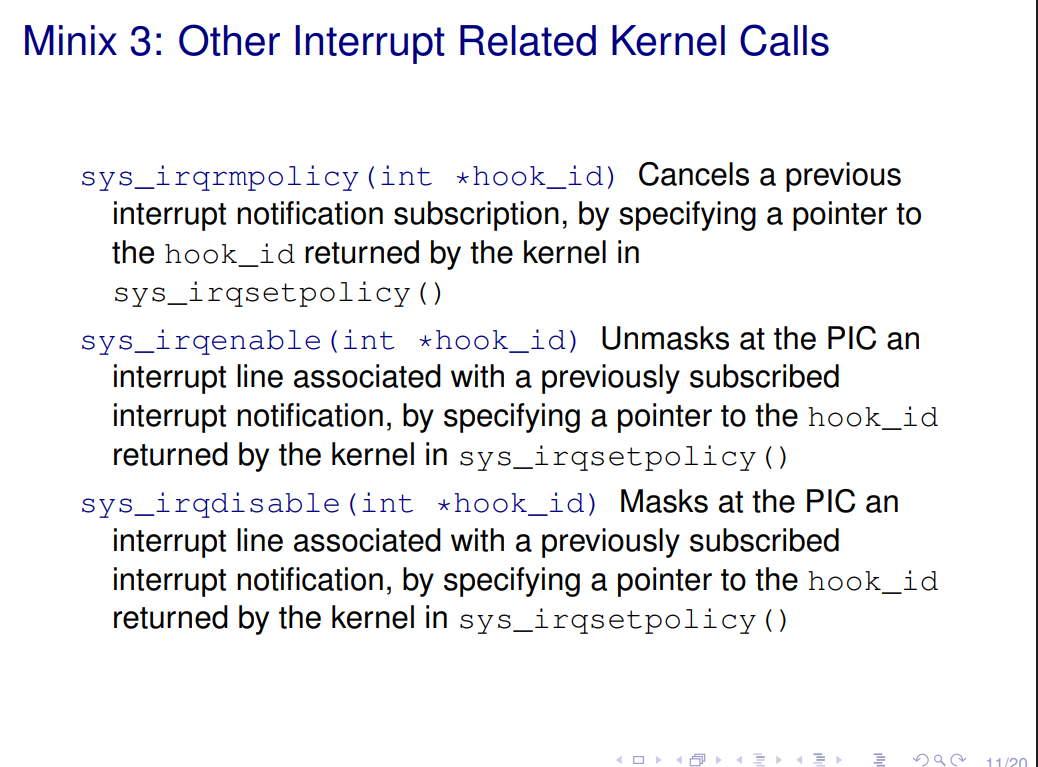 Minix 3: Other Interrupt Related Kernel Calls
sys_irqrmpolicy(int *hook_id) Cancels a previous
interrupt notification subscription, by specifying a pointer to
the hook_id returned by the kernel in
sys_irqsetpolicy()
sys_irqenable(int *hook_id) Unmasks at the PIC an
interrupt line associated with a previously subscribed
interrupt notification, by specifying a pointer to the hook_id
returned by the kernel in sys_irqsetpolicy()
sys_irqdisable(int *hook_id) Masks at the PIC an
interrupt line associated with a previously subscribed
interrupt notification, by specifying a pointer to the hook_id
returned by the kernel in sys_irqsetpolicy()
11/20